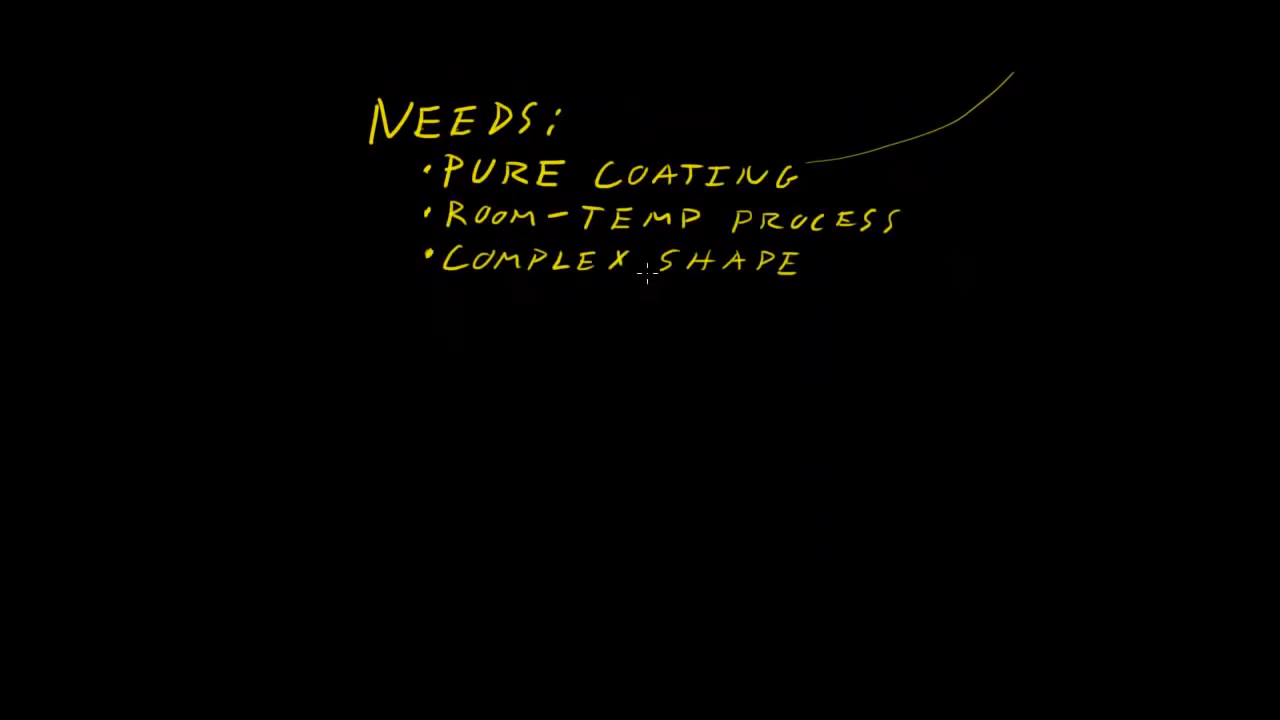 NEEDS:
• PURE COATING
• ROOM-TEMP PROCESS
• COMPLEX SHAPE